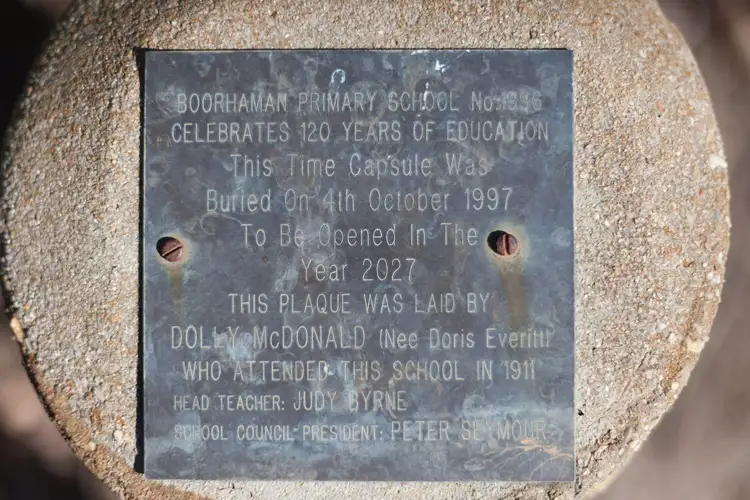 BOORHAMAN PRIMARY SCHOOL No:1336
CELEBRATES 120 YEARS OF EDUCATION
This Time Capsule Was
Buried On 4th October 1997
To Be Opened In The
Year 2027
THIS PLAQUE WAS LAID BY
DOLLY McDONALD (Nee Doris Everitt)
WHO ATTENDED THIS SCHOOL IN 1911
HEAD TEACHER: JUDY BYRNE
SCHOOL COUNCIL PRESIDENT: PETER SEYMOUR